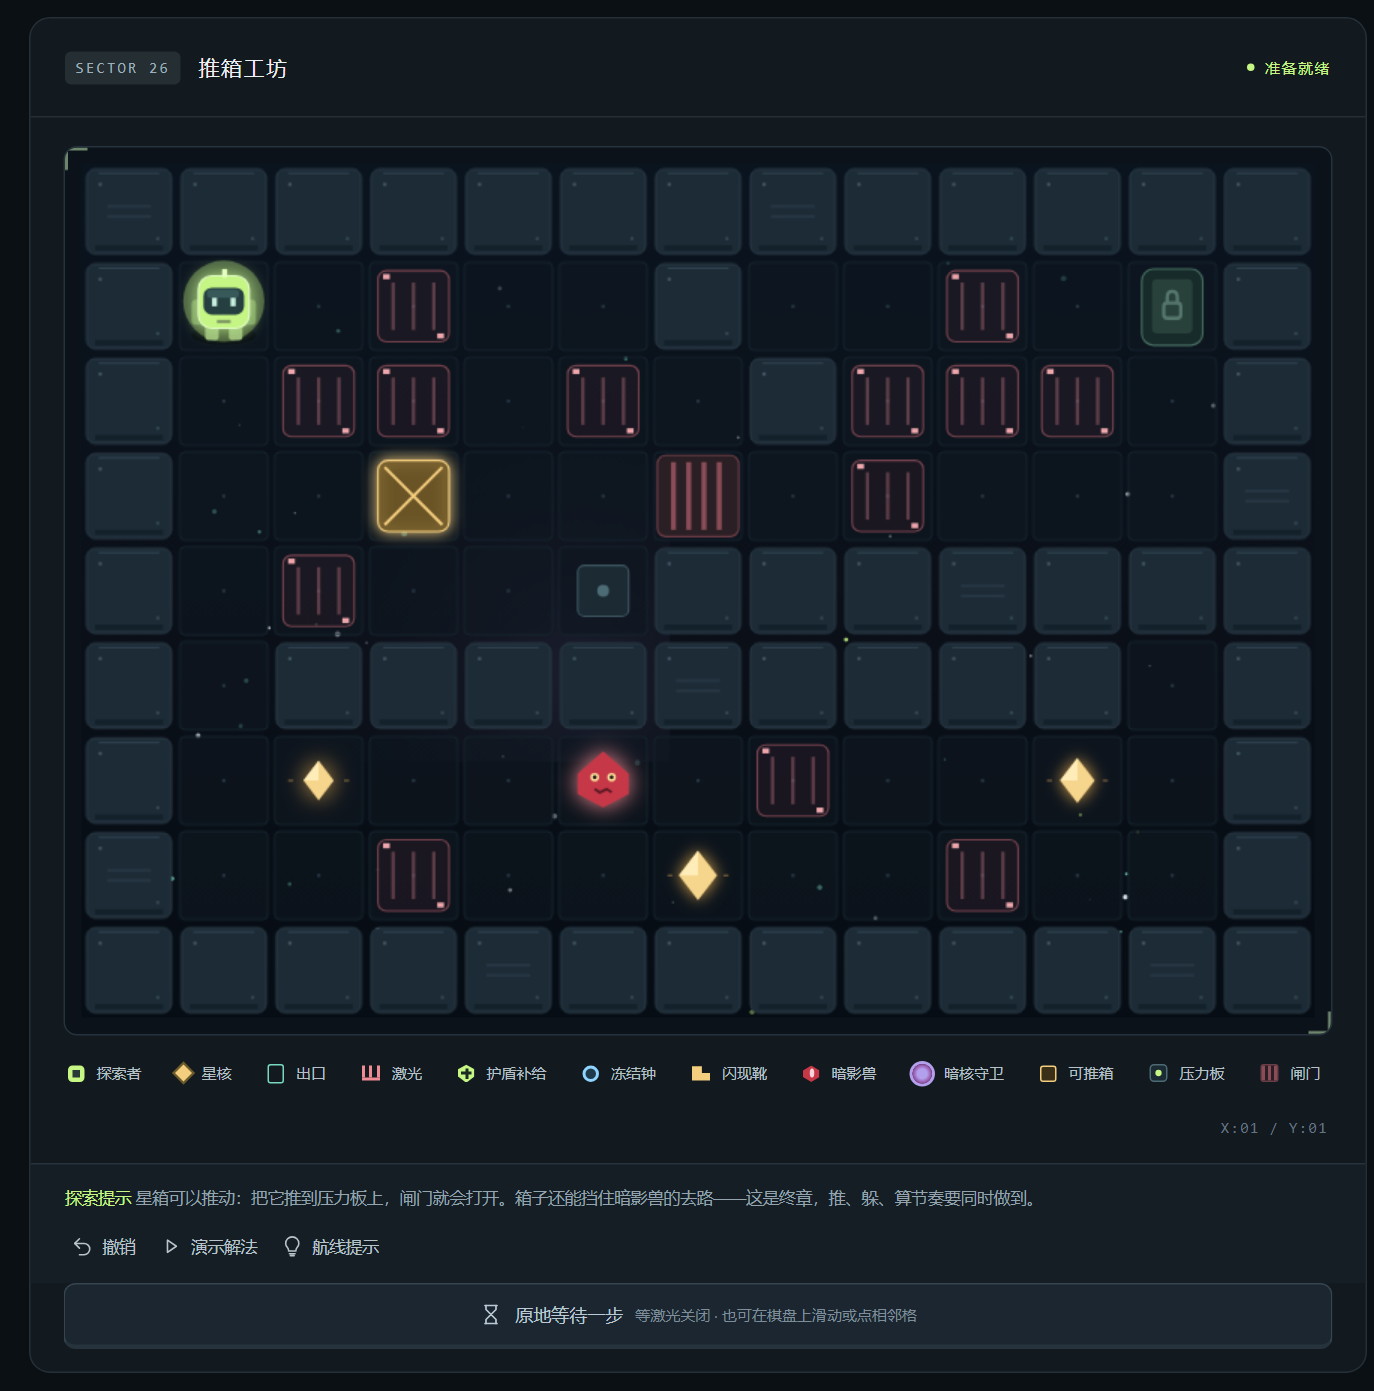 SECTOR 26 推箱工坊 准备就绪
探索者 星核 出口 激光 护盾补给 冻结钟 闪现靴 暗影兽 暗核守卫 可推箱 压力板 闸门
X:01 / Y:01
探索提示 星箱可以推动：把它推到压力板上，闸门就会打开。箱子还能挡住暗影兽的去路——这是终章，推、躲、算节奏要同时做到。
撤销 演示解法 航线提示
原地等待一步 等激光关闭 · 也可在棋盘上滑动或点相邻格